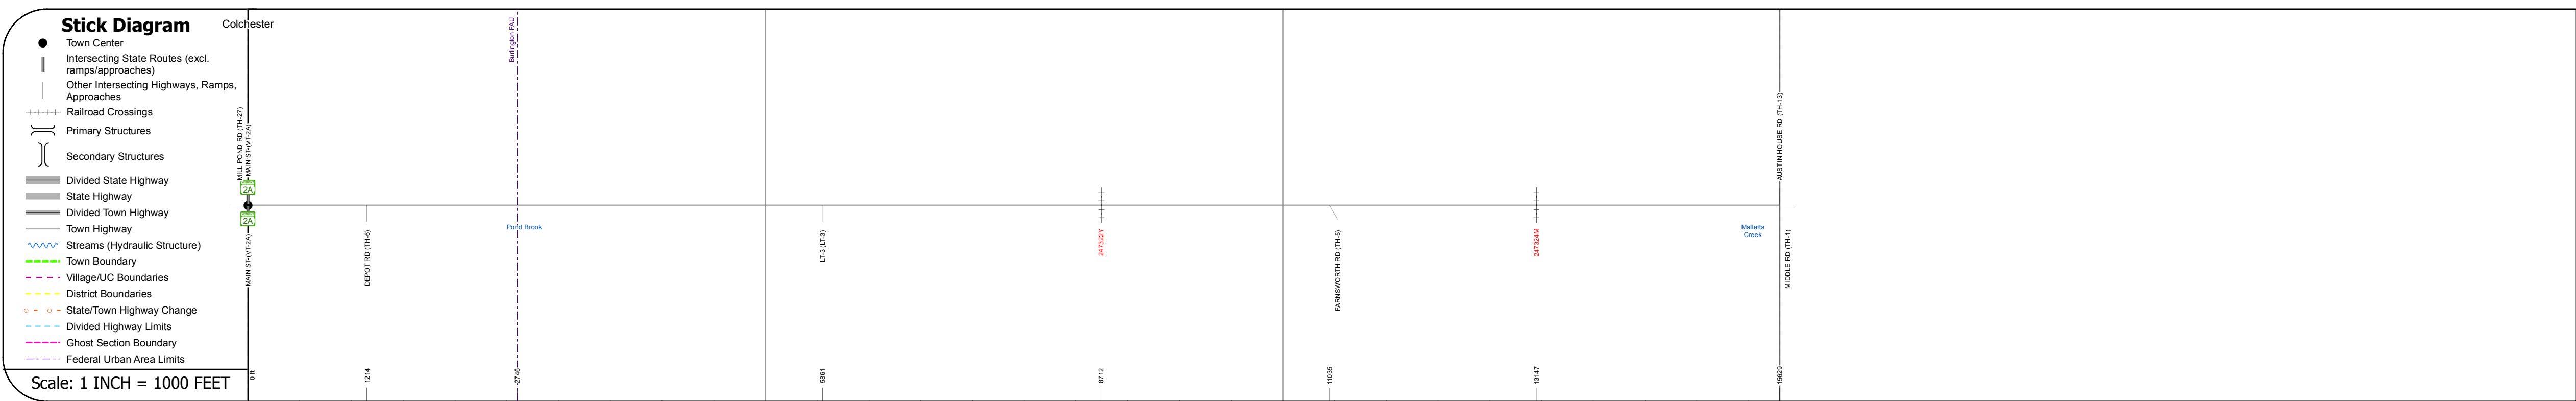 Stick Diagram
Town Center
Intersecting State Routes (excl.
ramps/approaches)
Other Intersecting Highways, Ramps,
Approaches
Railroad Crossings
Primary Structures
Secondary Structures
Divided State Highway
State Highway
Divided Town Highway
Town Highway
Streams (Hydraulic Structure)
Town Boundary
Village/UC Boundaries
District Boundaries
State/Town Highway Change
Divided Highway Limits
Ghost Section Boundary
Federal Urban Area Limits
Scale: 1 INCH = 1000 FEET
Colchester
MILL POND RD (TH-27)
MAIN-ST-(VT-2A)
2A
2A
MAIN-ST-(VT-2A)
DEPOT RD (TH-6)
Burlington FAU
Pond Brook
LT-3 (LT-3)
247322Y
FARNSWORTH RD (TH-5)
247324M
Malletts
Creek
AUSTIN HOUSE RD (TH-13)
MIDDLE RD (TH-1)
0 ft
1214
2746
5861
8712
11035
13147
15629